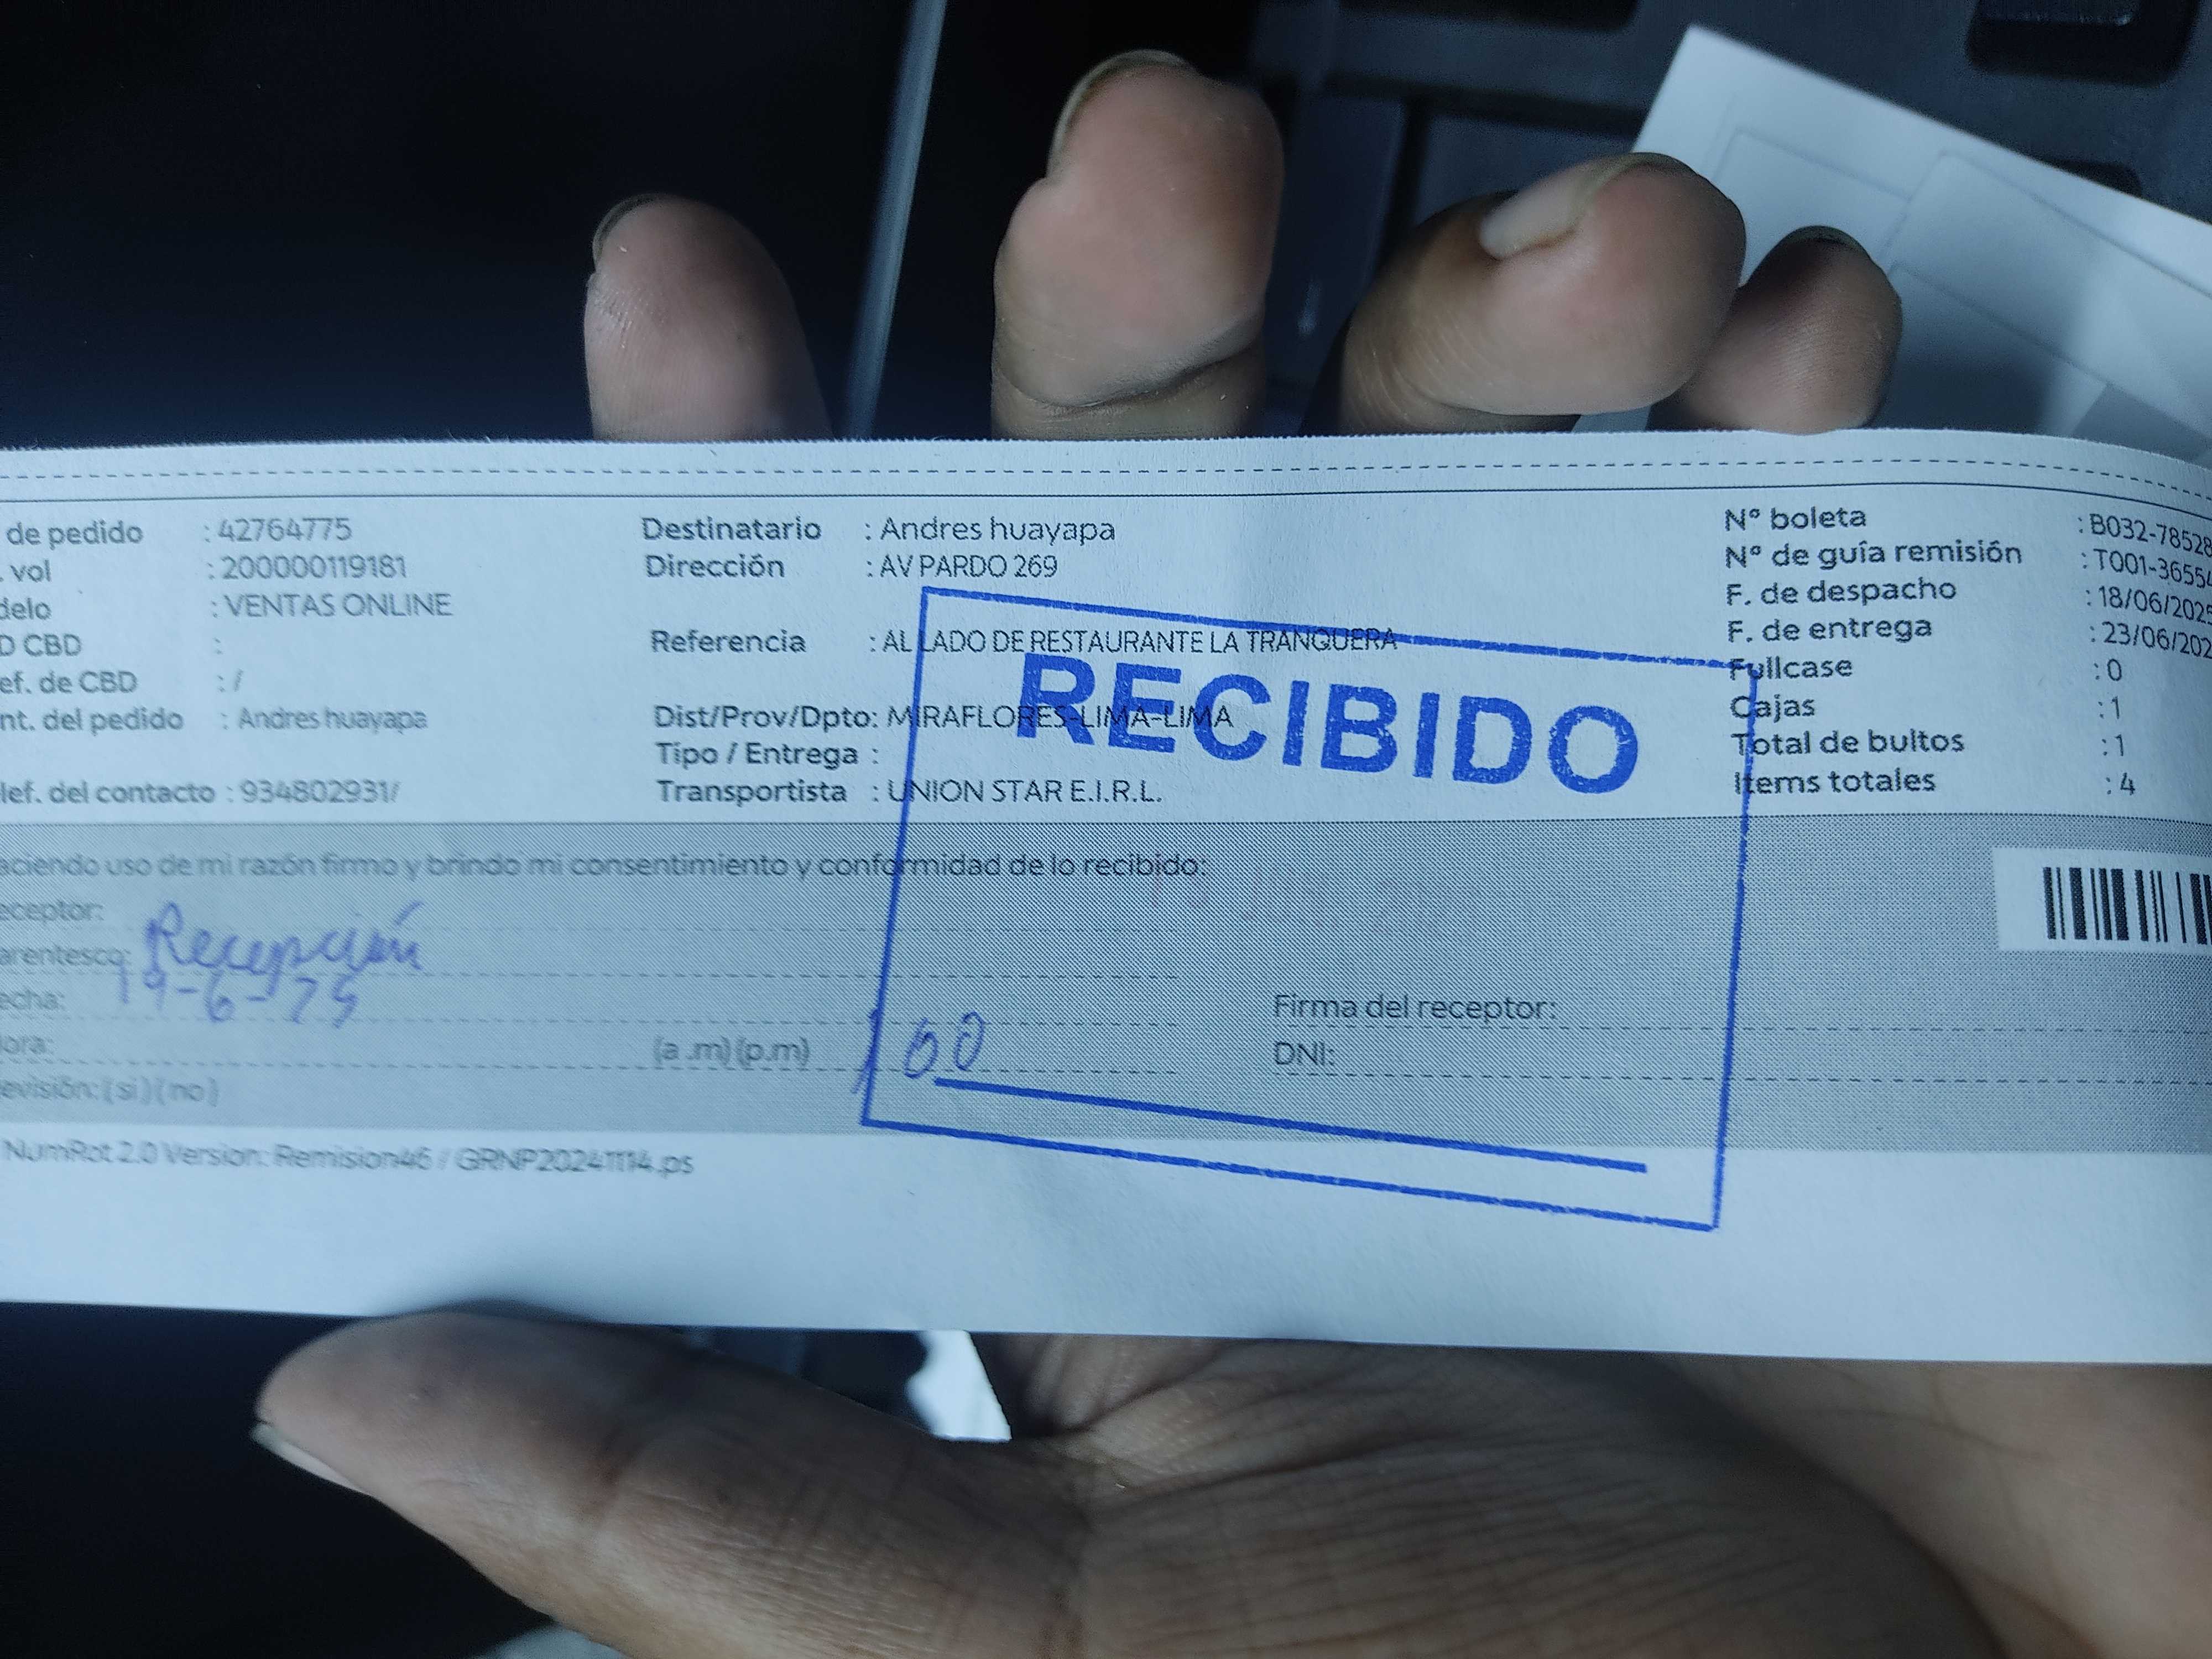 de pedido : 42764775
. vol : 200000119181
delo : VENTAS ONLINE
D CBD :
ef. de CBD : /
nt. del pedido : Andres huayapa
lef. del contacto : 934802931/
Destinatario : Andres huayapa
Dirección : AV PARDO 269
Referencia : AL LADO DE RESTAURANTE LA TRANQUERA
Dist/Prov/Dpto: MIRAFLORES-LIMA-LIMA
Tipo / Entrega :
Transportista : UNION STAR E.I.R.L.
Nº boleta : B032-78528
Nº de guía remisión : T001-3655
F. de despacho : 18/06/2025
F. de entrega : 23/06/202
Fullcase : 0
Cajas : 1
Total de bultos : 1
Items totales : 4
RECIBIDO
aciendo uso de mi razón firmo y brindo mi consentimiento y conformidad de lo recibido:
eceptor:
arentesco: Recepción
echa: 19-6-25
ora: (a .m) (p.m) 100
evisión: (si) (no)
Firma del receptor:
DNI:
NumRot 2.0 Version: Remision46 / GRNP20241114.ps